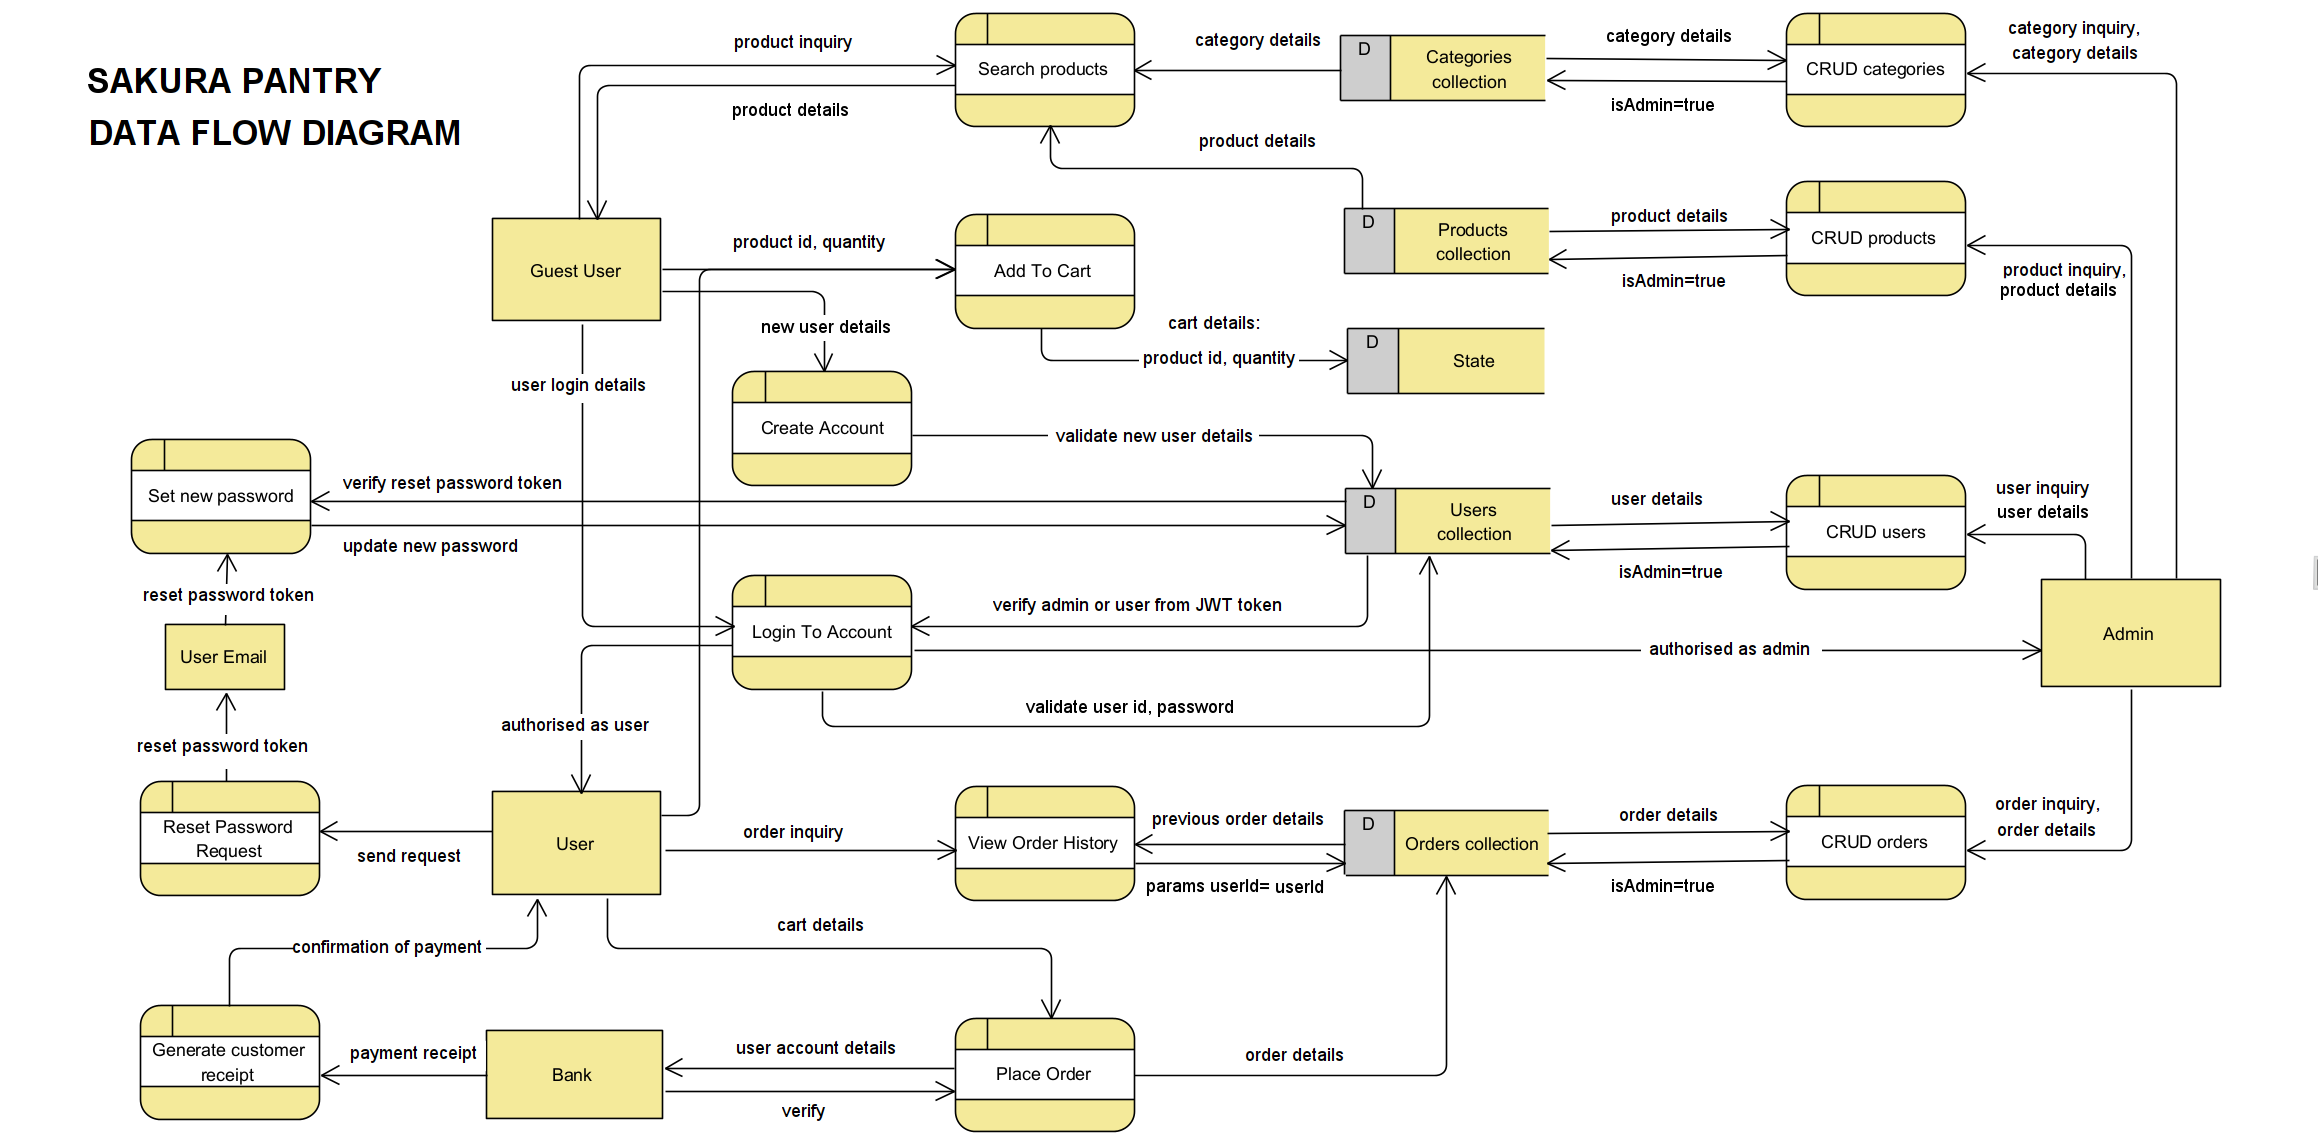 SAKURA PANTRY
DATA FLOW DIAGRAM
product inquiry
product details
Search products
category details
D
Categories
collection
category details
isAdmin=true
CRUD categories
category inquiry,
category details
product details
Guest User
product id, quantity
Add To Cart
D
Products
collection
product details
isAdmin=true
CRUD products
product inquiry,
product details
new user details
cart details:
product id, quantity
D
State
user login details
Create Account
validate new user details
Set new password
verify reset password token
update new password
D
Users
collection
user details
isAdmin=true
CRUD users
user inquiry
user details
reset password token
User Email
reset password token
Login To Account
verify admin or user from JWT token
authorised as admin
Admin
validate user id, password
authorised as user
Reset Password
Request
send request
User
order inquiry
View Order History
previous order details
params userId= userId
D
Orders collection
order details
isAdmin=true
CRUD orders
order inquiry,
order details
confirmation of payment
cart details
Generate customer
receipt
payment receipt
Bank
user account details
verify
Place Order
order details